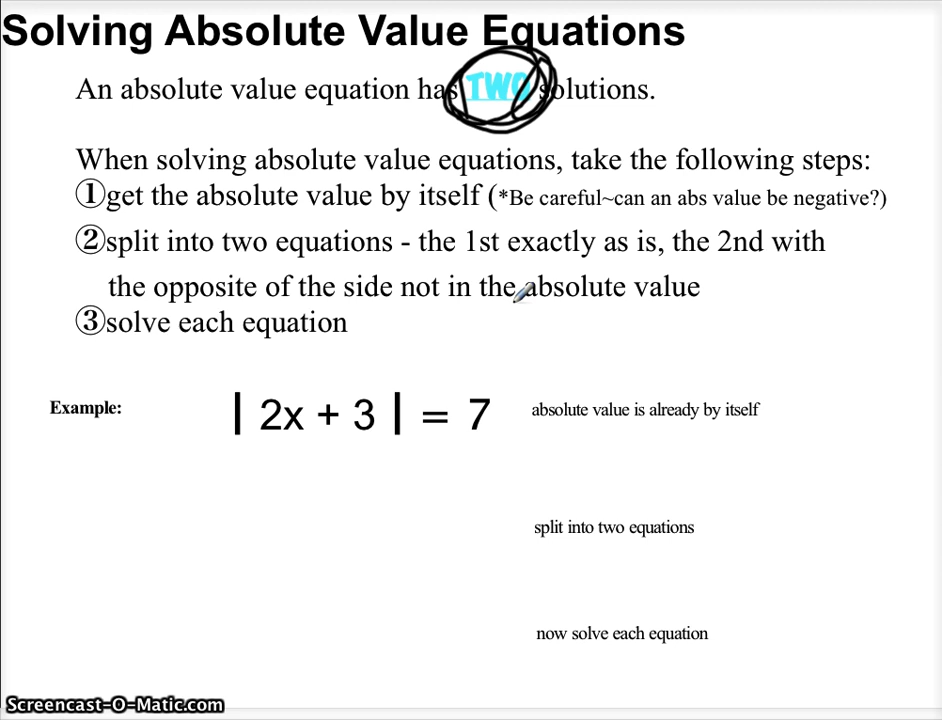 Solving Absolute Value Equations
An absolute value equation has TWO solutions.
When solving absolute value equations, take the following steps:
①get the absolute value by itself (*Be careful~can an abs value be negative?)
②split into two equations - the 1st exactly as is, the 2nd with
the opposite of the side not in the absolute value
③solve each equation
Example: | 2x + 3 | = 7 absolute value is already by itself
split into two equations
now solve each equation
Screencast-O-Matic.com